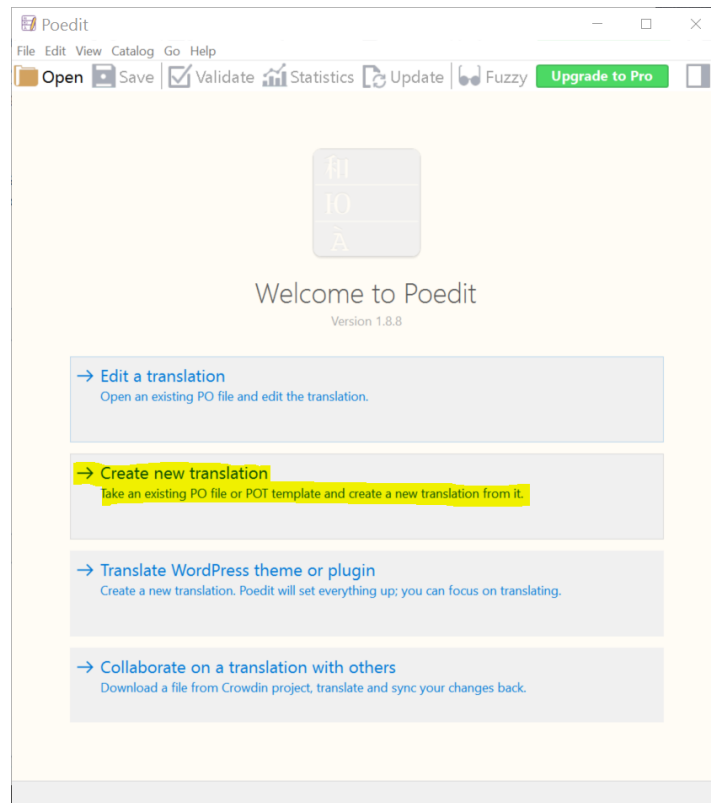 Poedit
File Edit View Catalog Go Help
Open Save Validate Statistics Update Fuzzy Upgrade to Pro
Welcome to Poedit
Version 1.8.8
→ Edit a translation
Open an existing PO file and edit the translation.
→ Create new translation
Take an existing PO file or POT template and create a new translation from it.
→ Translate WordPress theme or plugin
Create a new translation. Poedit will set everything up; you can focus on translating.
→ Collaborate on a translation with others
Download a file from Crowdin project, translate and sync your changes back.